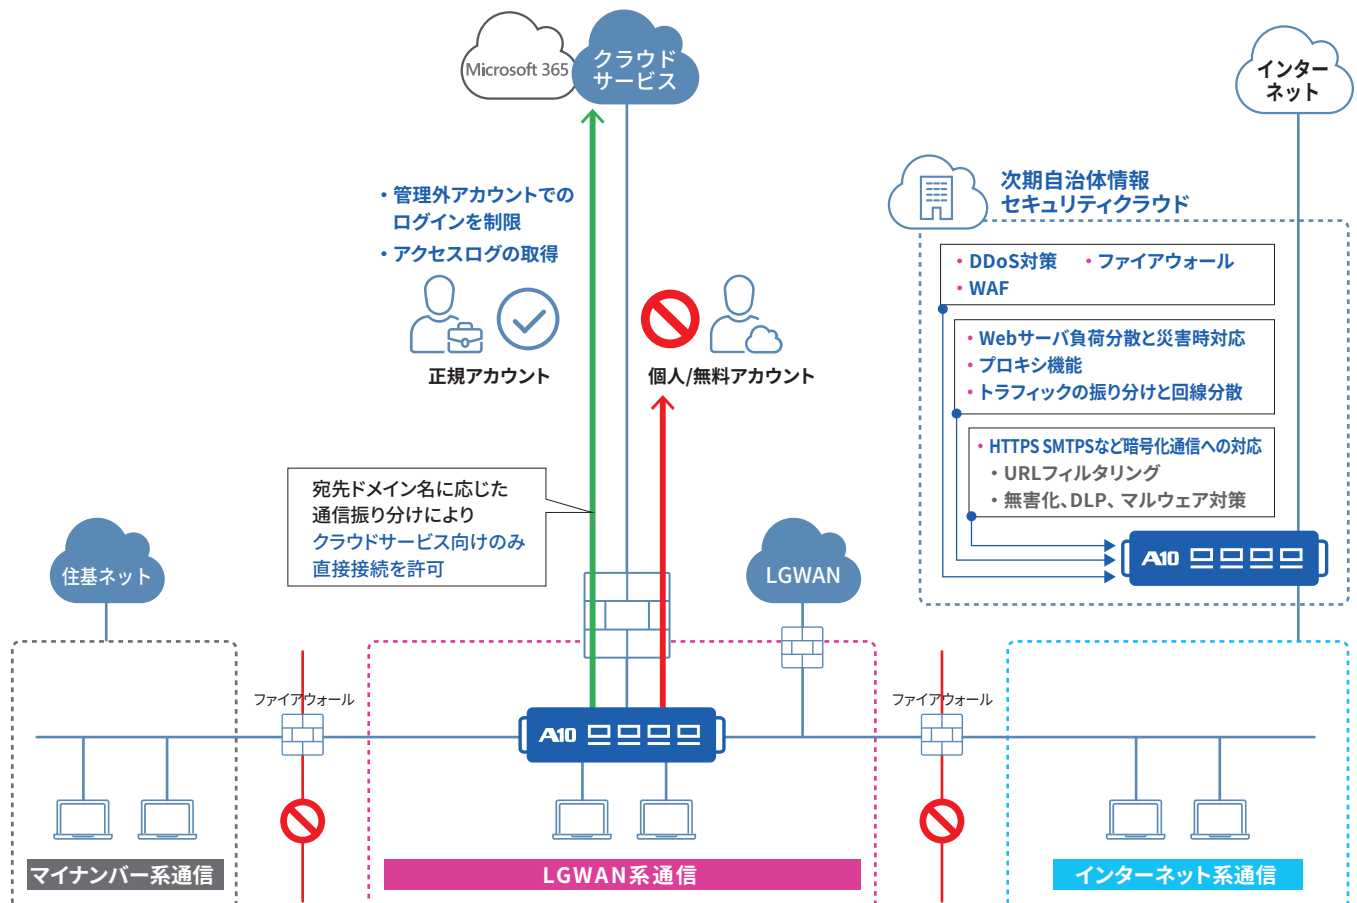 Microsoft 365
クラウド
サービス
インター
ネット
次期自治体情報
セキュリティクラウド
・管理外アカウントでの
ログインを制限
・アクセスログの取得
・DDoS対策 ・ファイアウォール
・WAF
・Webサーバ負荷分散と災害時対応
・プロキシ機能
・トラフィックの振り分けと回線分散
正規アカウント
個人/無料アカウント
・HTTPS SMTPSなど暗号化通信への対応
・URLフィルタリング
・無害化、DLP、マルウェア対策
宛先ドメイン名に応じた
通信振り分けにより
クラウドサービス向けのみ
直接接続を許可
住基ネット
LGWAN
A10
ファイアウォール
ファイアウォール
A10
マイナンバー系通信
LGWAN系通信
インターネット系通信